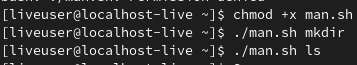 [liveuser@localhost-live ~]$ chmod +x man.sh
[liveuser@localhost-live ~]$ ./man.sh mkdir
[liveuser@localhost-live ~]$ ./man.sh ls